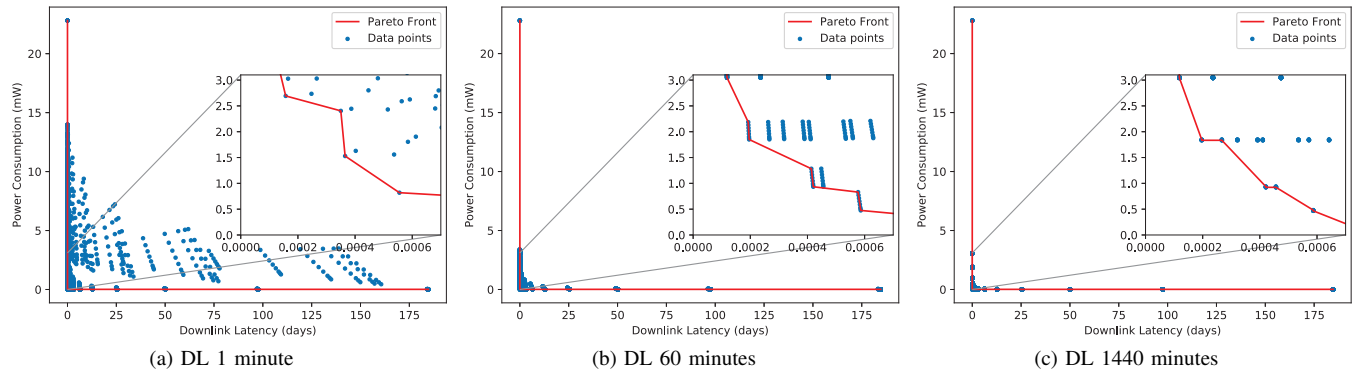 Pareto Front
Data points
Power Consumption (mW)
20
15
10
5
0
3.0
2.5
2.0
1.5
1.0
0.5
0.0
0.0000 0.0002 0.0004 0.0006
0 25 50 75 100 125 150 175
Downlink Latency (days)
(a) DL 1 minute
Pareto Front
Data points
Power Consumption (mW)
20
15
10
5
0
3.0
2.5
2.0
1.5
1.0
0.5
0.0
0.0000 0.0002 0.0004 0.0006
0 25 50 75 100 125 150 175
Downlink Latency (days)
(b) DL 60 minutes
Pareto Front
Data points
Power Consumption (mW)
20
15
10
5
0
3.0
2.5
2.0
1.5
1.0
0.5
0.0
0.0000 0.0002 0.0004 0.0006
0 25 50 75 100 125 150 175
Downlink Latency (days)
(c) DL 1440 minutes